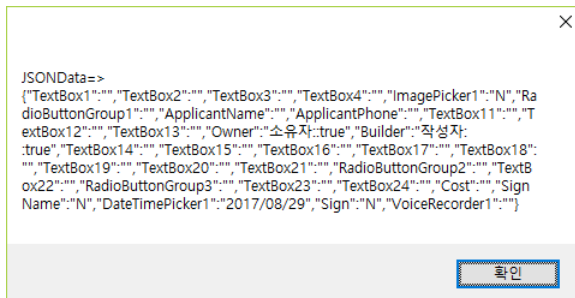 JSONData=>
{"TextBox1":"","TextBox2":"","TextBox3":"","TextBox4":"","ImagePicker1":"N","Ra
dioButtonGroup1":"","ApplicantName":"","ApplicantPhone":"","TextBox11":"","T
extBox12":"","TextBox13":"","Owner":"소유자::true","Builder":"작성자:
:true","TextBox14":"","TextBox15":"","TextBox16":"","TextBox17":"","TextBox18":
"","TextBox19":"","TextBox20":"","TextBox21":"","RadioButtonGroup2":"","TextB
ox22":"","RadioButtonGroup3":"","TextBox23":"","TextBox24":"","Cost":"","Sign
Name":"N","DateTimePicker1":"2017/08/29","Sign":"N","VoiceRecorder1":""}
확인